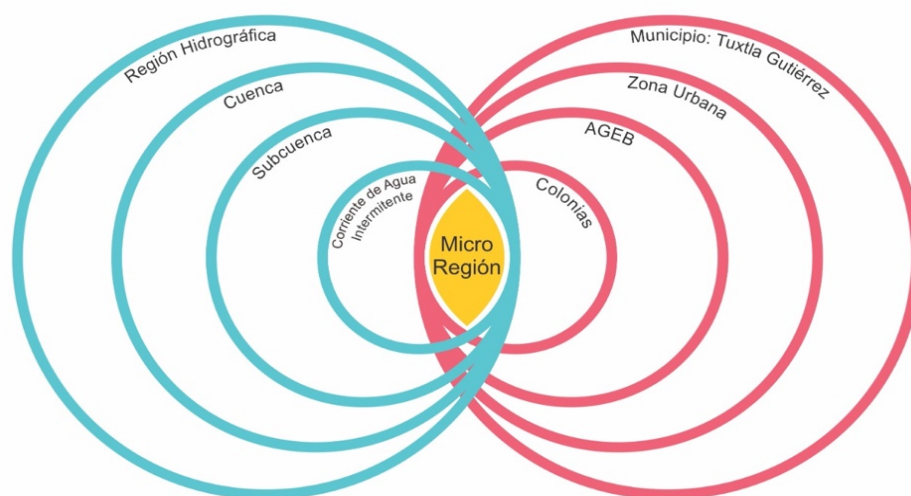 Región Hidrográfica
Cuenca
Subcuenca
Corriente de Agua
Intermitente
Micro
Región
Municipio: Tuxtla Gutiérrez
Zona Urbana
AGEB
Colonias